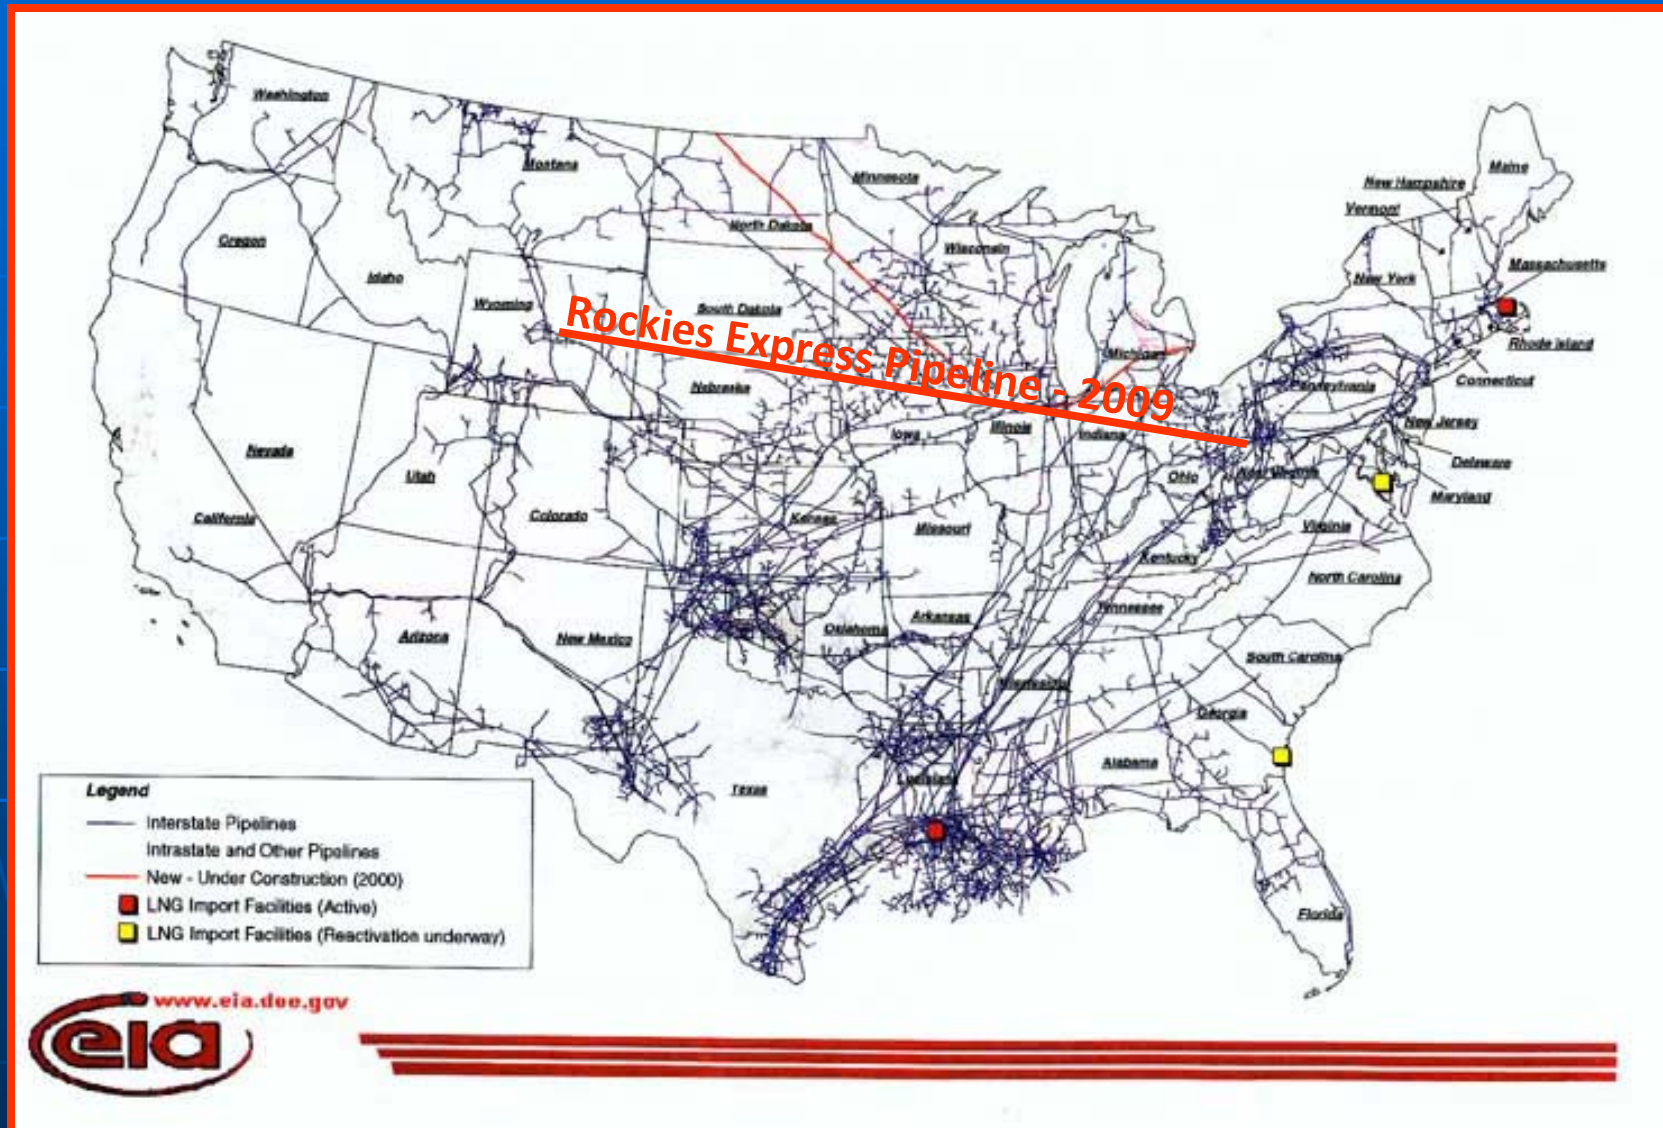 Washington
Montana
Minnesota
Maine
New Hampshire
Vermont
North Dakota
Oregon
Wisconsin
Massachusetts
Idaho
New York
Wyoming
South Dakota
Rockies Express Pipeline - 2009
Rhode Island
Michigan
Connecticut
Nebraska
Pennsylvania
New Jersey
Iowa
Illinois
Indiana
Nevada
Delaware
Utah
Ohio
West Virginia
Maryland
California
Colorado
Kansas
Missouri
Virginia
Kentucky
North Carolina
Tennessee
Arkansas
Arizona
New Mexico
Oklahoma
South Carolina
Mississippi
Georgia
Louisiana
Alabama
Texas
Florida
Legend
Interstate Pipelines
Intrastate and Other Pipelines
New - Under Construction (2000)
LNG Import Facilities (Active)
LNG Import Facilities (Reactivation underway)
www.eia.doe.gov
eia